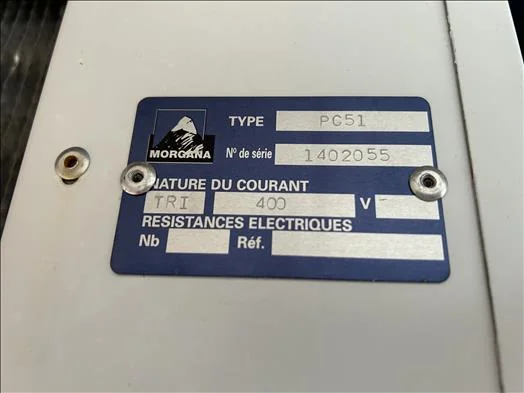 MORGANA
TYPE PC51
N° de série 1402055
NATURE DU COURANT
TRI 400 V -
RESISTANCES ELECTRIQUES
Nb Réf.